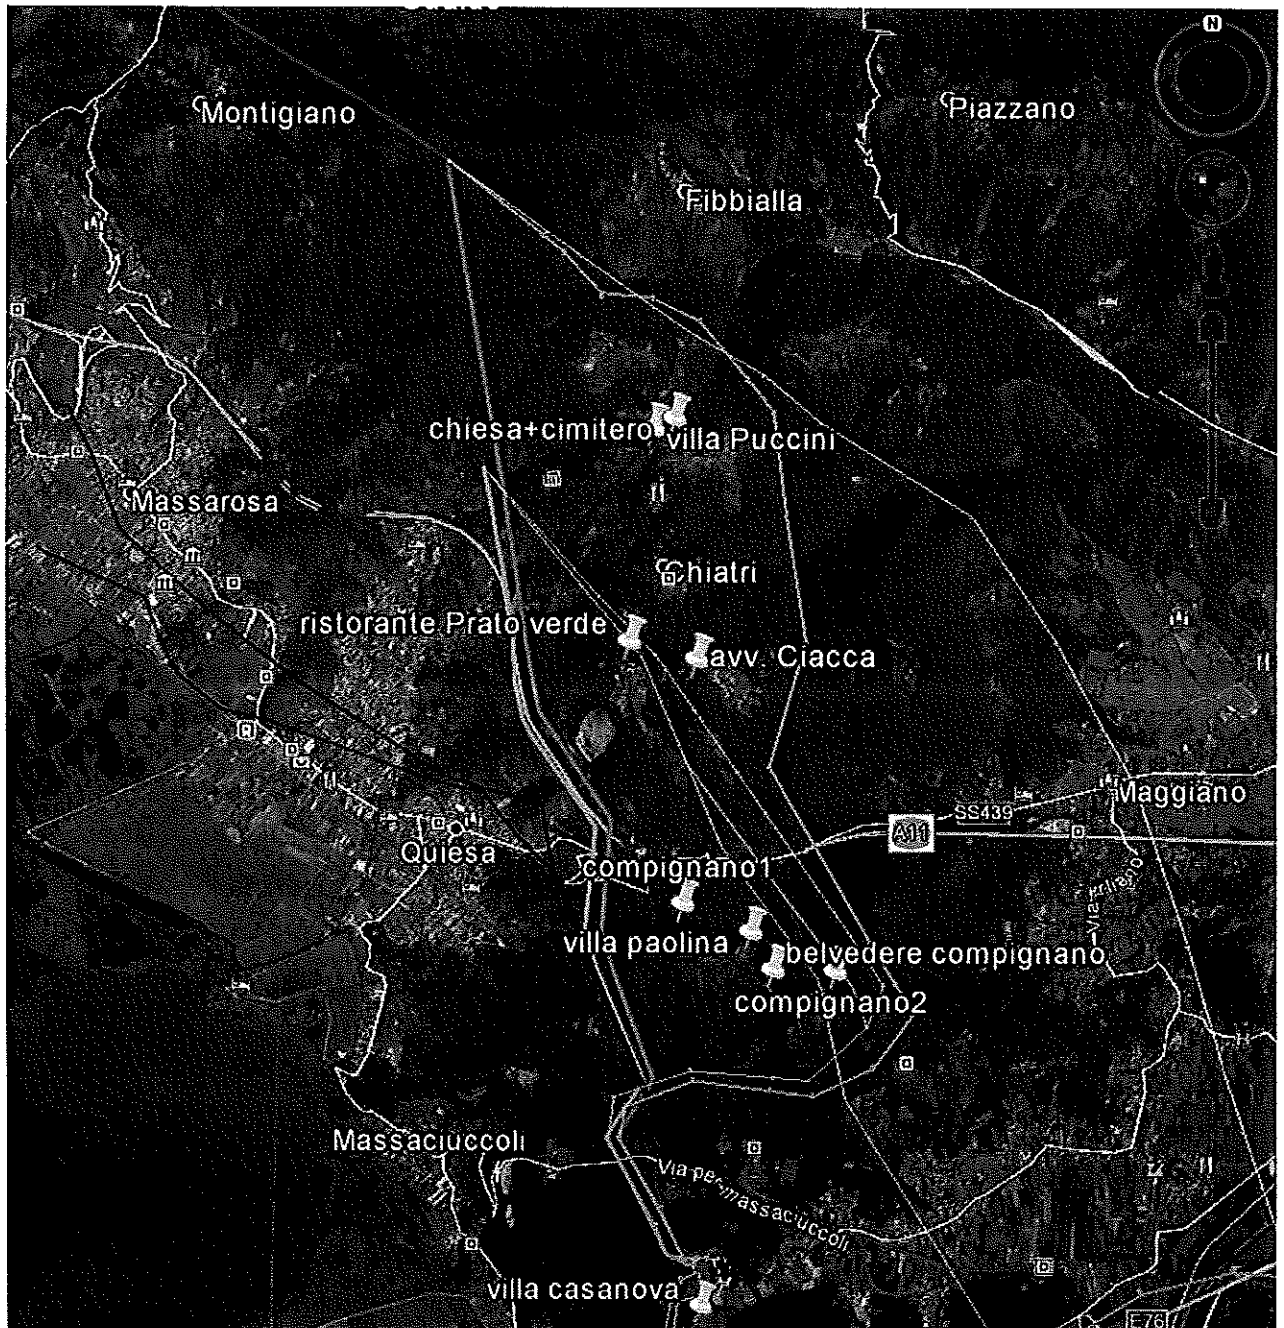 N
Montigiano
Piazzano
Fibbialla
chiesa+cimitero
villa Puccini
Massarosa
Chiatri
ristorante Prato verde
avv. Ciacca
Maggiano
SS439
A11
Quiesa
compignano1
villa paolina
belvedere compignano
compignano2
Massaciuccoli
Via per massaciuccoli
villa casanova
E76